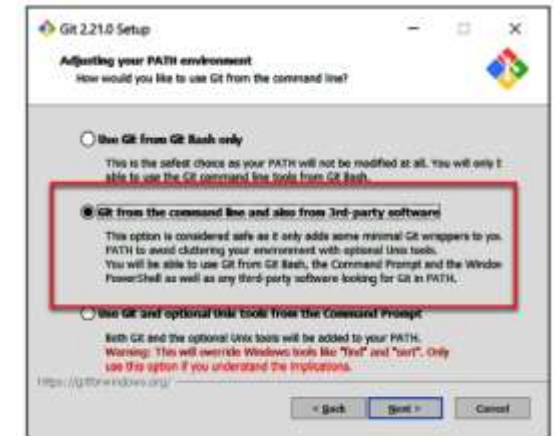 Git 2.21.0 Setup
Adjusting your PATH environment
How would you like to use Git from the command line?
Use Git from Git Bash only
This is the safest choice as your PATH will not be modified at all. You will only b
able to use the Git command line tools from Git Bash.
Git from the command line and also from 3rd-party software
This option is considered safe as it only adds some minimal Git wrappers to you
PATH to avoid cluttering your environment with optional Unix tools.
You will be able to use Git from Git Bash, the Command Prompt and the Window
PowerShell as well as any third-party software looking for Git in PATH.
Use Git and optional Unix tools from the Command Prompt
Both Git and the optional Unix tools will be added to your PATH.
Warning: This will override Windows tools like "find" and "sort". Only
use this option if you understand the implications.
https://gitforwindows.org/
< Back
Next >
Cancel